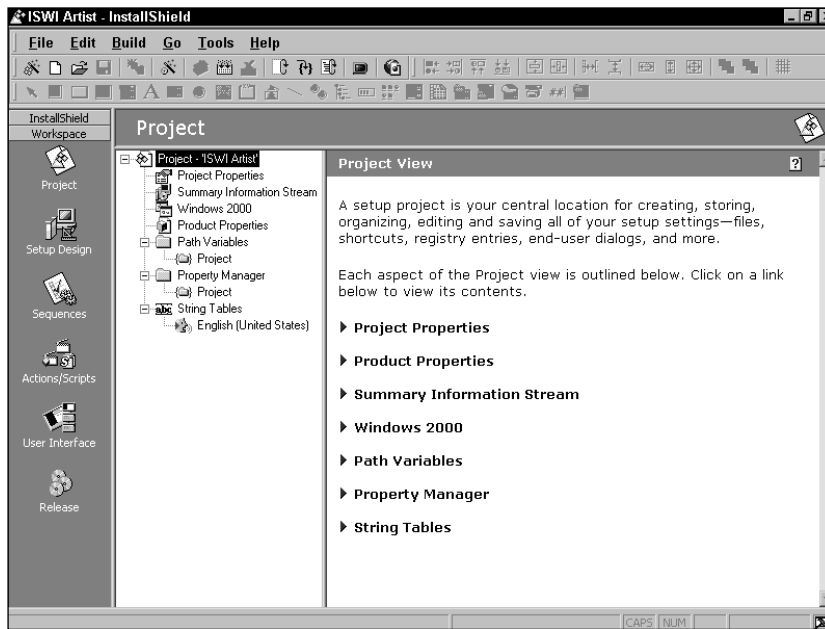 ISWI Artist - InstallShield
File Edit Build Go Tools Help
InstallShield
Workspace
Project
Setup Design
Sequences
Actions/Scripts
User Interface
Release
Project
Project - 'ISWI Artist'
Project Properties
Summary Information Stream
Windows 2000
Product Properties
Path Variables
Project
Property Manager
Project
String Tables
English (United States)
Project View
A setup project is your central location for creating, storing,
organizing, editing and saving all of your setup settings—files,
shortcuts, registry entries, end-user dialogs, and more.
Each aspect of the Project view is outlined below. Click on a link
below to view its contents.
Project Properties
Product Properties
Summary Information Stream
Windows 2000
Path Variables
Property Manager
String Tables
CAPS NUM